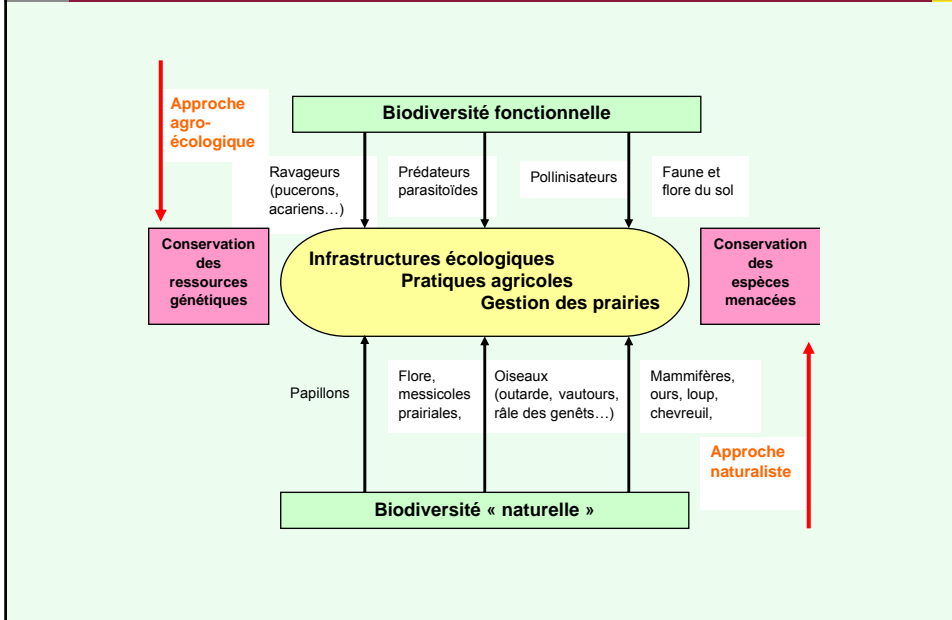 Approche
agro-
écologique
Biodiversité fonctionnelle
Ravageurs
(pucerons,
acariens…)
Prédateurs
parasitoïdes
Pollinisateurs
Faune et
flore du sol
Conservation
des
ressources
génétiques
Infrastructures écologiques
Pratiques agricoles
Gestion des prairies
Conservation
des
espèces
menacées
Papillons
Flore,
messicoles
prairiales,
Oiseaux
(outarde, vautours,
râle des genêts…)
Mammifères,
ours, loup,
chevreuil,
Approche
naturaliste
Biodiversité « naturelle »